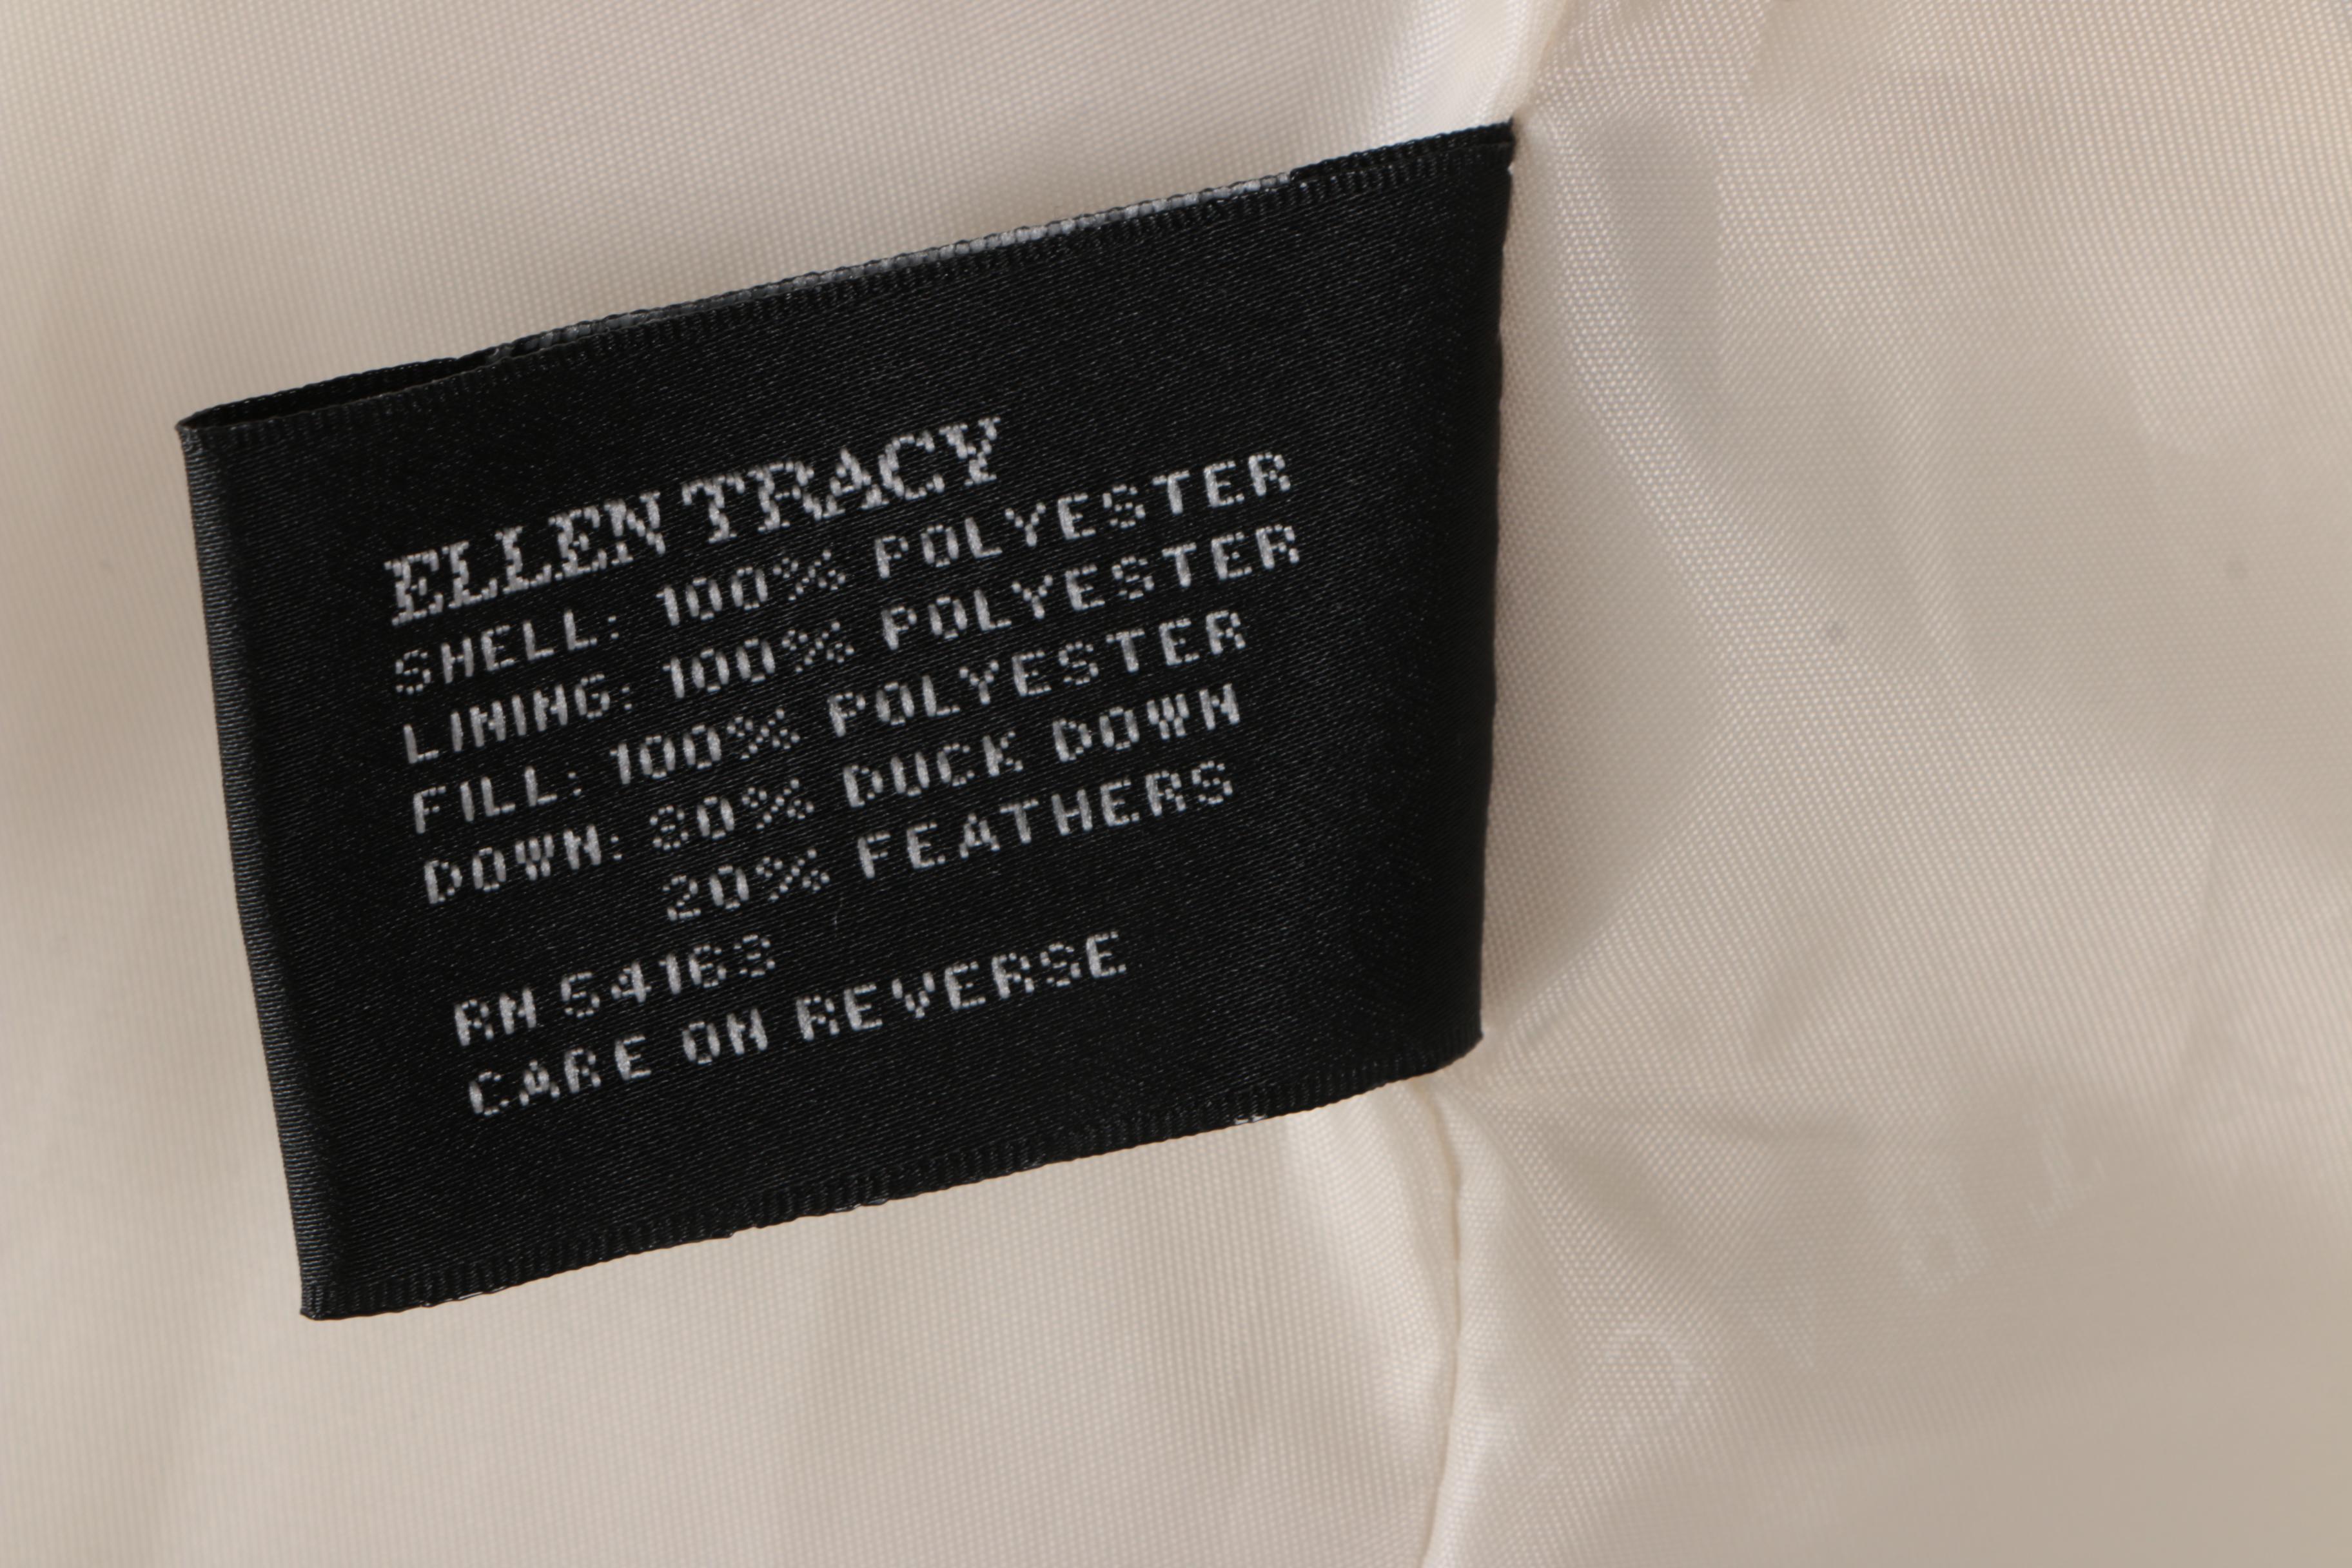 ELLEN TRACY
SHELL: 100% POLYESTER
LINING: 100% POLYESTER
FILL: 100% POLYESTER
DOWN: 80% DUCK DOWN
20% FEATHERS
RN 54163
CARE ON REVERSE